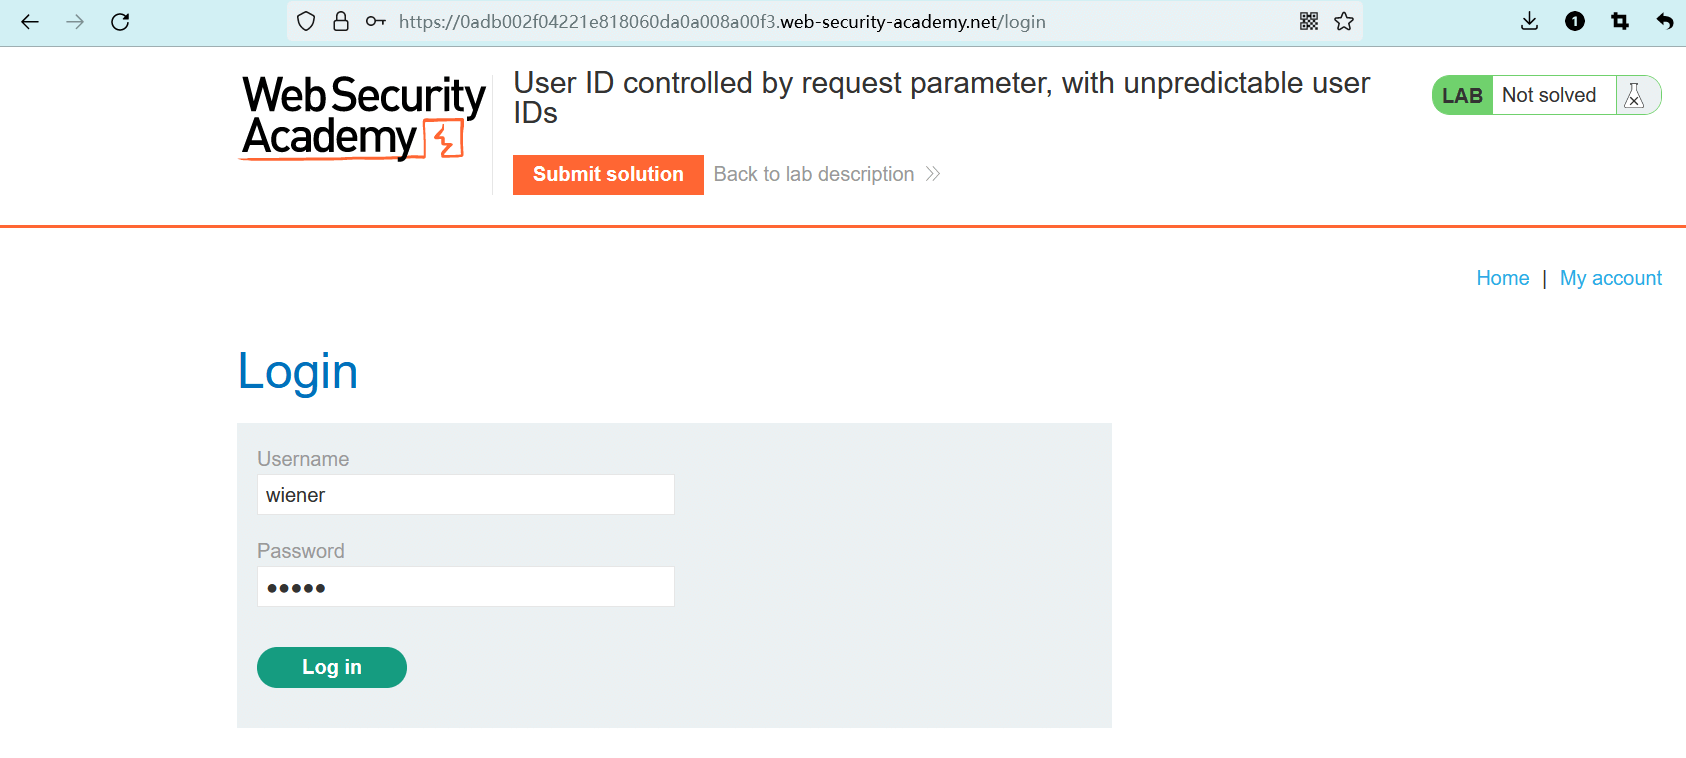 https://0adb002f04221e818060da0a008a00f3.web-security-academy.net/login
1
Web Security
Academy
User ID controlled by request parameter, with unpredictable user
IDs
LAB Not solved
Submit solution Back to lab description
Home | My account
Login
Username
wiener
Password
•••••
Log in